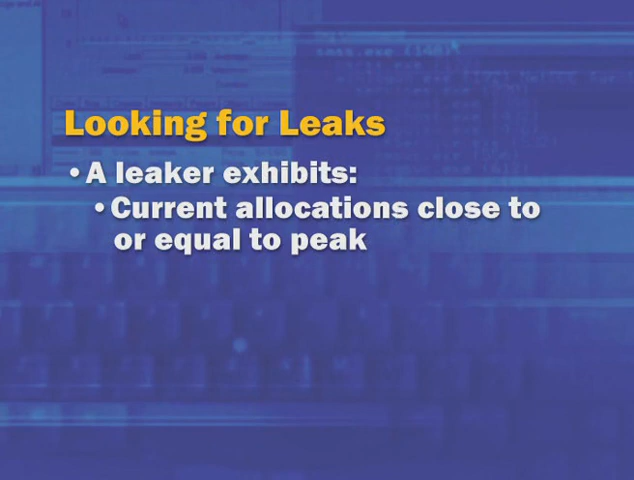 Looking for Leaks
• A leaker exhibits:
• Current allocations close to
or equal to peak